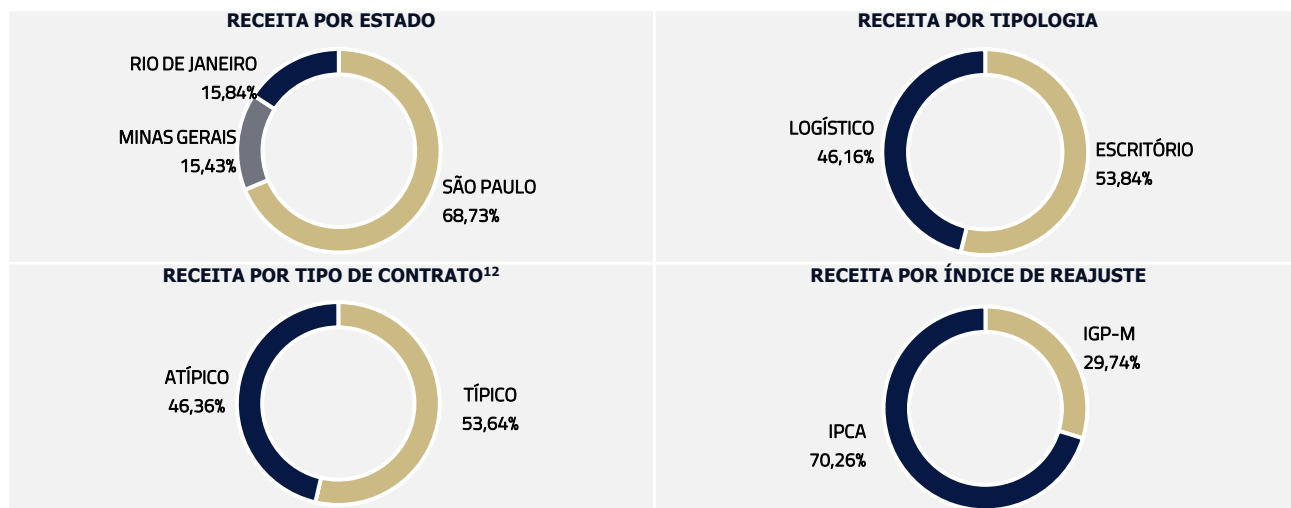 RECEITA POR ESTADO
RIO DE JANEIRO
15,84%
MINAS GERAIS
15,43%
SÃO PAULO
68,73%
RECEITA POR TIPOLOGIA
LOGÍSTICO
46,16%
ESCRITÓRIO
53,84%
RECEITA POR TIPO DE CONTRATO¹²
ATÍPICO
46,36%
TÍPICO
53,64%
RECEITA POR ÍNDICE DE REAJUSTE
IGP-M
29,74%
IPCA
70,26%